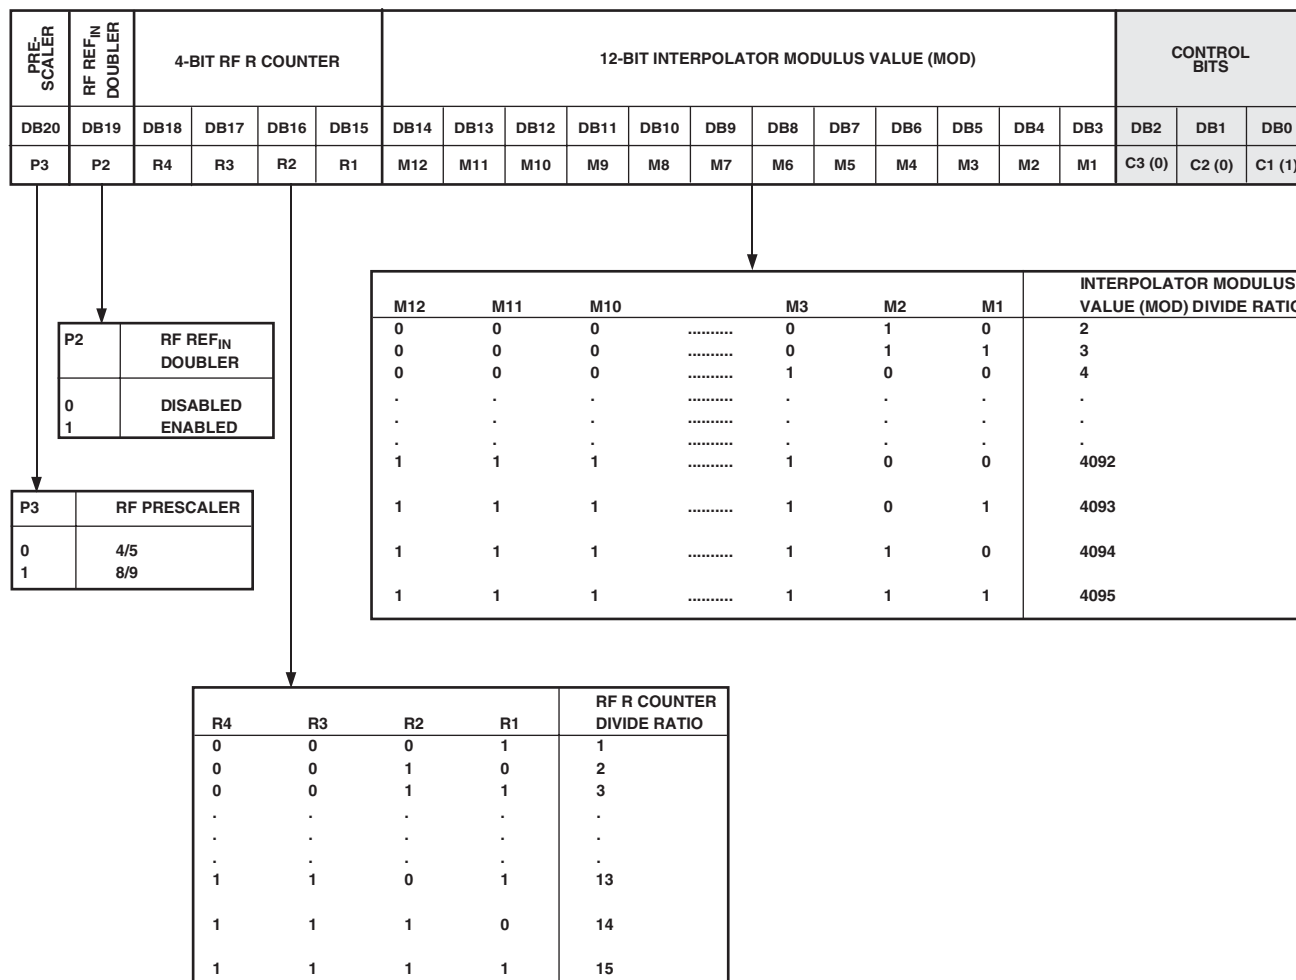 PRE-
SCALER
RF REFIN
DOUBLER
4-BIT RF R COUNTER
12-BIT INTERPOLATOR MODULUS VALUE (MOD)
CONTROL
BITS
DB20 DB19 DB18 DB17 DB16 DB15 DB14 DB13 DB12 DB11 DB10 DB9 DB8 DB7 DB6 DB5 DB4 DB3 DB2 DB1 DB0
P3 P2 R4 R3 R2 R1 M12 M11 M10 M9 M8 M7 M6 M5 M4 M3 M2 M1 C3 (0) C2 (0) C1 (1)
INTERPOLATOR MODULUS
M12 M11 M10 M3 M2 M1 VALUE (MOD) DIVIDE RATIO
0 0 0 .......... 0 1 0 2
0 0 0 .......... 0 1 1 3
0 0 0 .......... 1 0 0 4
. . . .......... . . . .
. . . .......... . . . .
. . . .......... . . . .
1 1 1 .......... 1 0 0 4092
1 1 1 .......... 1 0 1 4093
1 1 1 .......... 1 1 0 4094
1 1 1 .......... 1 1 1 4095
P2 RF REFIN
DOUBLER
0 DISABLED
1 ENABLED
P3 RF PRESCALER
0 4/5
1 8/9
RF R COUNTER
R4 R3 R2 R1 DIVIDE RATIO
0 0 0 1 1
0 0 1 0 2
0 0 1 1 3
. . . . .
. . . . .
. . . . .
1 1 0 1 13
1 1 1 0 14
1 1 1 1 15